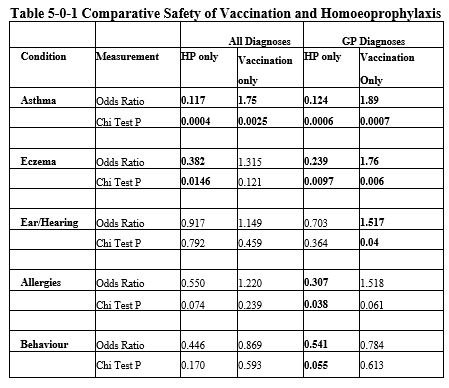 Table 5-0-1 Comparative Safety of Vaccination and Homoeoprophylaxis
All Diagnoses GP Diagnoses
Condition Measurement HP only Vaccination only HP only Vaccination Only
Asthma Odds Ratio 0.117 1.75 0.124 1.89
Chi Test P 0.0004 0.0025 0.0006 0.0007
Eczema Odds Ratio 0.382 1.315 0.239 1.76
Chi Test P 0.0146 0.121 0.0097 0.006
Ear/Hearing Odds Ratio 0.917 1.149 0.703 1.517
Chi Test P 0.792 0.459 0.364 0.04
Allergies Odds Ratio 0.550 1.220 0.307 1.518
Chi Test P 0.074 0.239 0.038 0.061
Behaviour Odds Ratio 0.446 0.869 0.541 0.784
Chi Test P 0.170 0.593 0.055 0.613